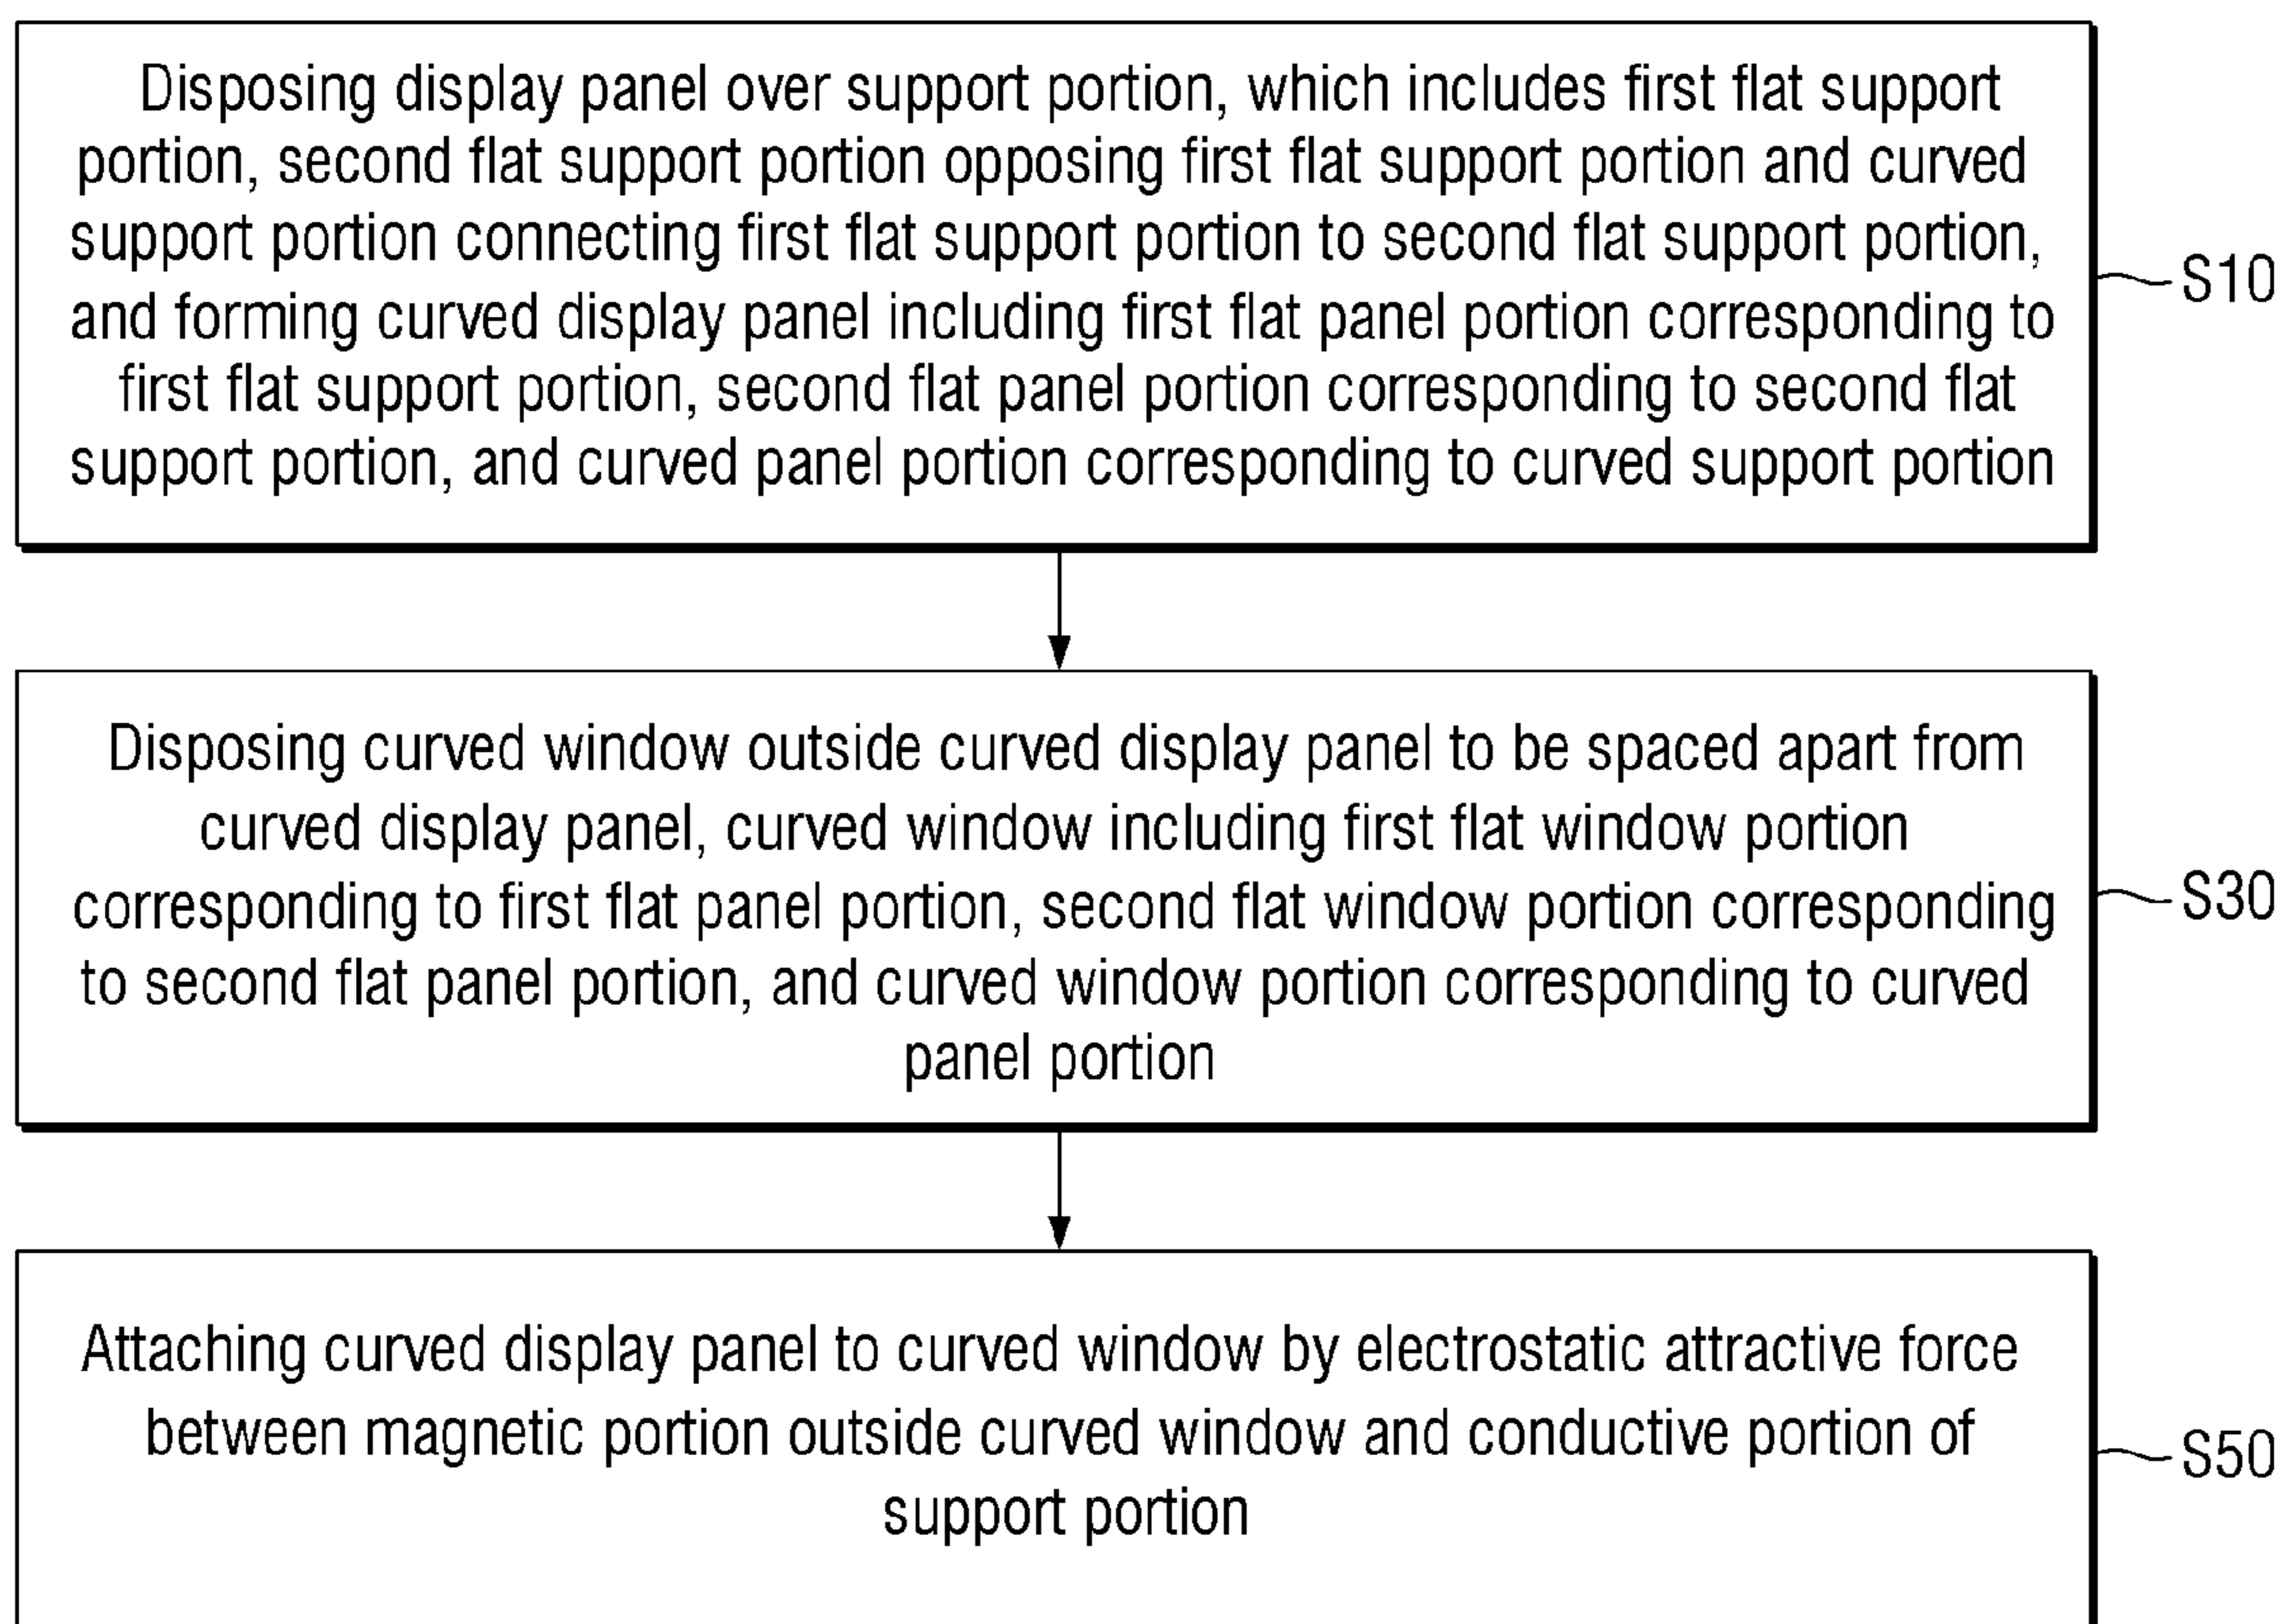 Disposing display panel over support portion, which includes first flat support
portion, second flat support portion opposing first flat support portion and curved
support portion connecting first flat support portion to second flat support portion,
and forming curved display panel including first flat panel portion corresponding to
first flat support portion, second flat panel portion corresponding to second flat
support portion, and curved panel portion corresponding to curved support portion
S10
Disposing curved window outside curved display panel to be spaced apart from
curved display panel, curved window including first flat window portion
corresponding to first flat panel portion, second flat window portion corresponding
to second flat panel portion, and curved window portion corresponding to curved
panel portion
S30
Attaching curved display panel to curved window by electrostatic attractive force
between magnetic portion outside curved window and conductive portion of
support portion
S50